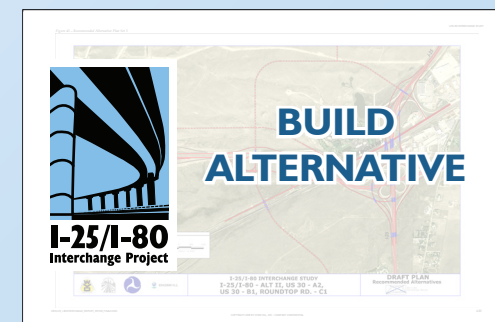 BUILD
ALTERNATIVE
I-25/I-80
Interchange Project
I-25/I-80 INTERCHANGE STUDY
I-25/I-80 - ALT II, US 30 - A2,
US 30 - B1, ROUNDTOP RD. - C1
DRAFT PLAN
Recommended Alternatives